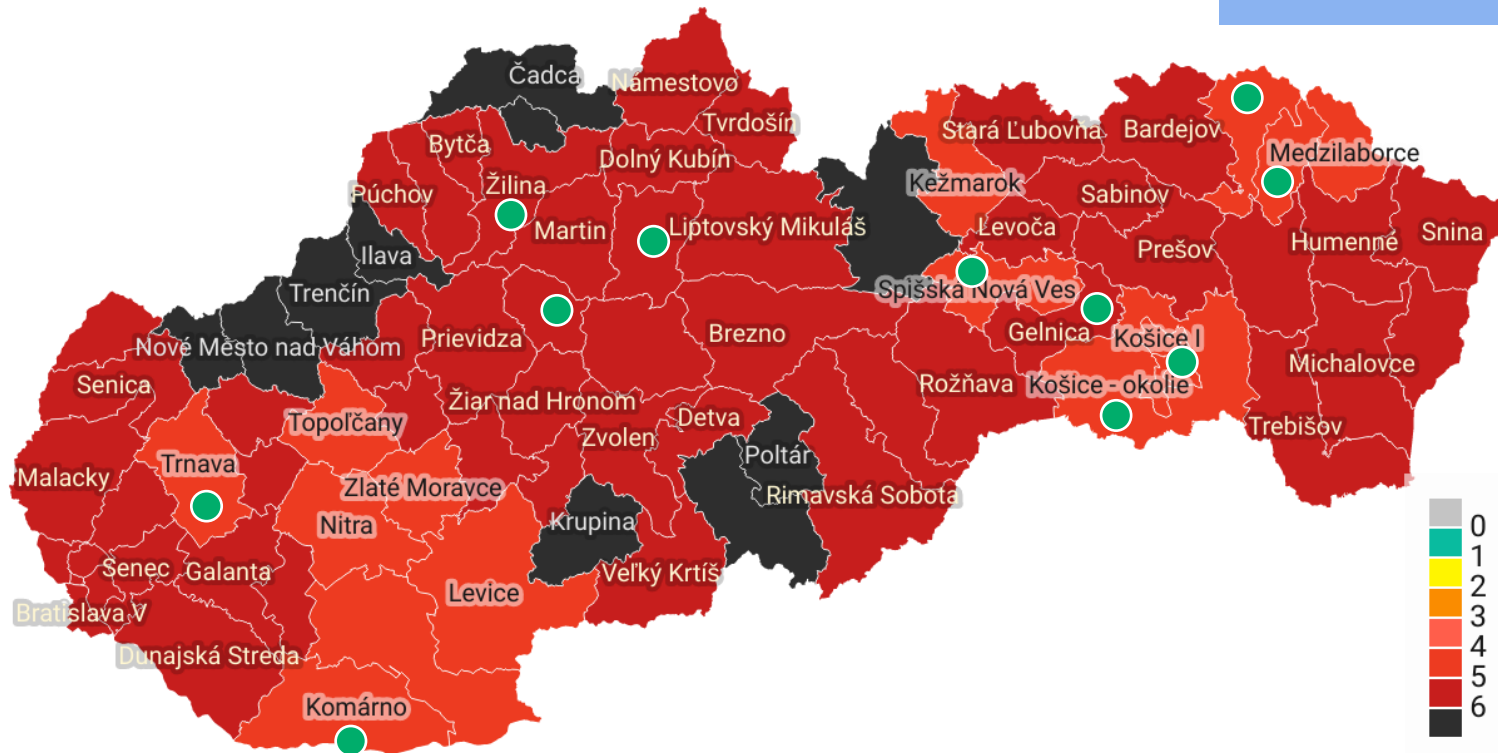 Čadca
Námestovo
Tvrdošín
Stará Ľubovňa
Bardejov
Bytča
Dolný Kubín
Medzilaborce
Púchov
Žilina
Kežmarok
Sabinov
Martin
Liptovský Mikuláš
Levoča
Prešov
Humenné
Snina
Ilava
Trenčín
Spišská Nová Ves
Nové Mesto nad Váhom
Prievidza
Brezno
Gelnica
Košice I
Senica
Žiar nad Hronom
Rožňava
Košice - okolie
Michalovce
Topoľčany
Detva
Zvolen
Trebišov
Malacky
Trnava
Zlaté Moravce
Poltár
Rimavská Sobota
Nitra
Krupina
Senec
Galanta
Levice
Veľký Krtíš
Bratislava V
Dunajská Streda
Komárno
0
1
2
3
4
5
6